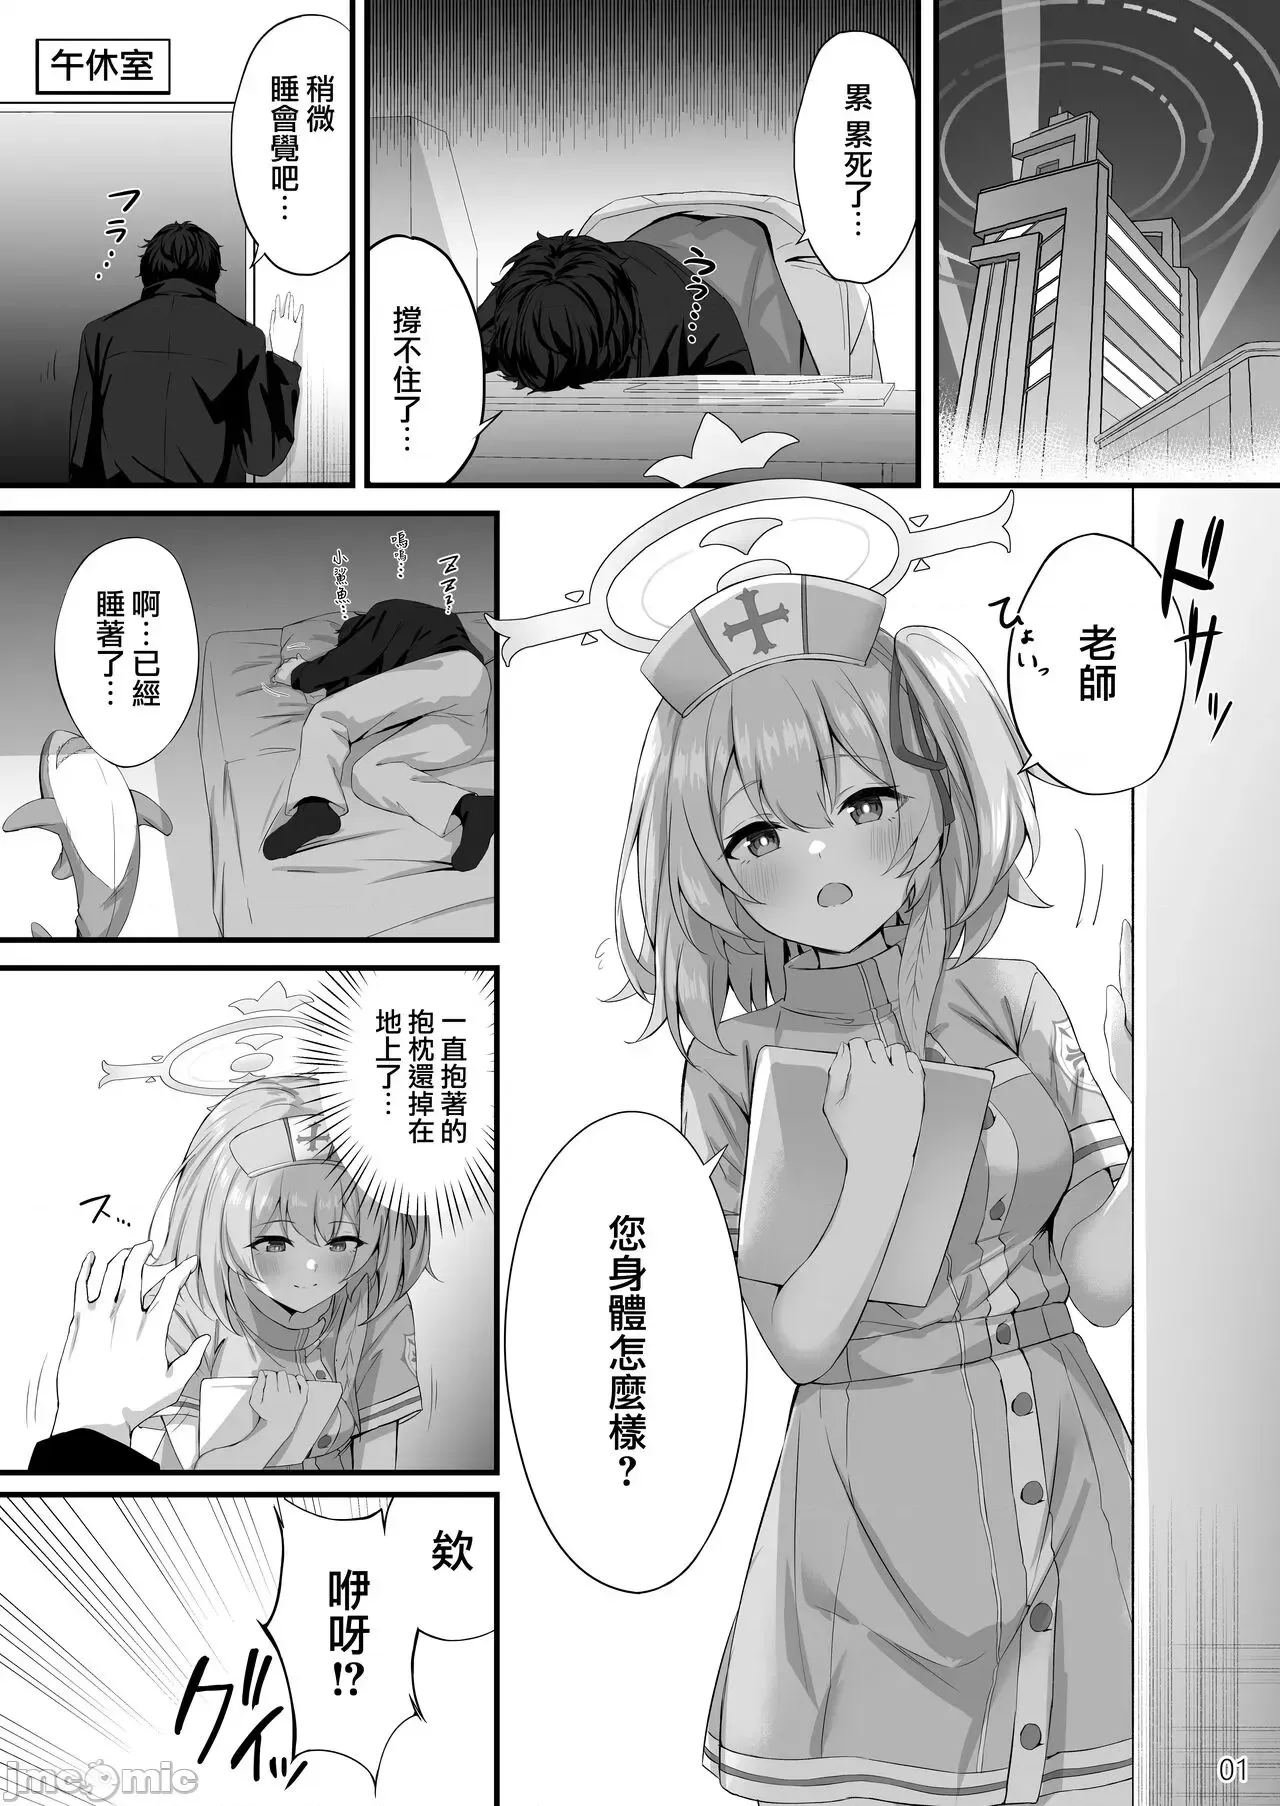 累 累死了…
うう…
撐不住了…
午休室
稍微
睡會覺吧…
フラ…
老師
ひょいっ
ドサッ
您身體怎麼樣?
zzz…
嗚嗚…
小鯊魚…
啊…已經
睡著了…
一直抱著的
抱枕還掉在
地上了…
ス…
欸
咿呀!?
グイッ
jmcomic
01